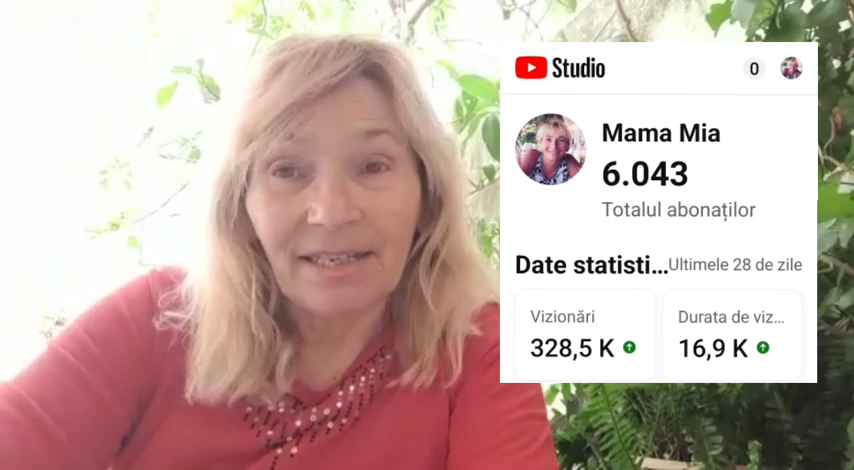 Studio
0
Mama Mia
6.043
Totalul abonaților
Date statisti... Ultimele 28 de zile
Vizionări
Durata de viz...
328,5 K
16,9 K